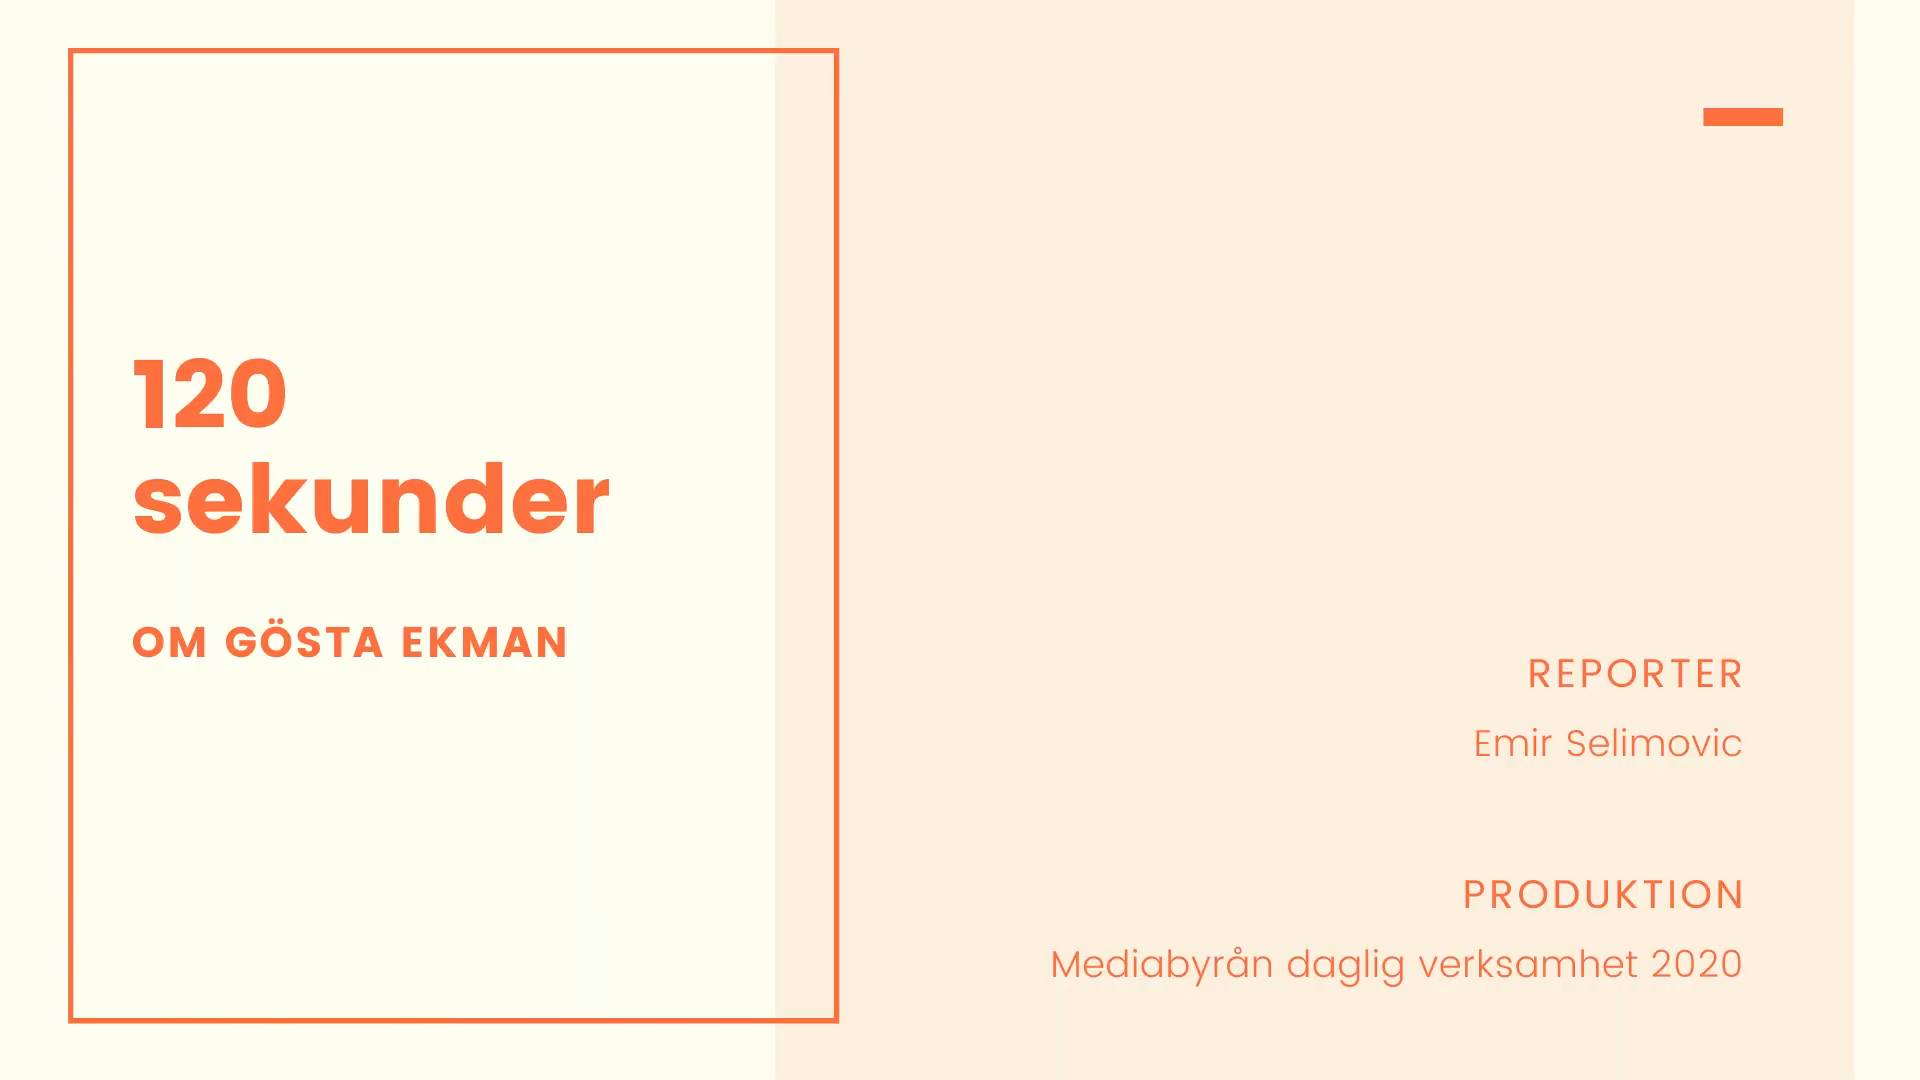 120
sekunder
OM GÖSTA EKMAN
REPORTER
Emir Selimovic
PRODUKTION
Mediabyrån daglig verksamhet 2020